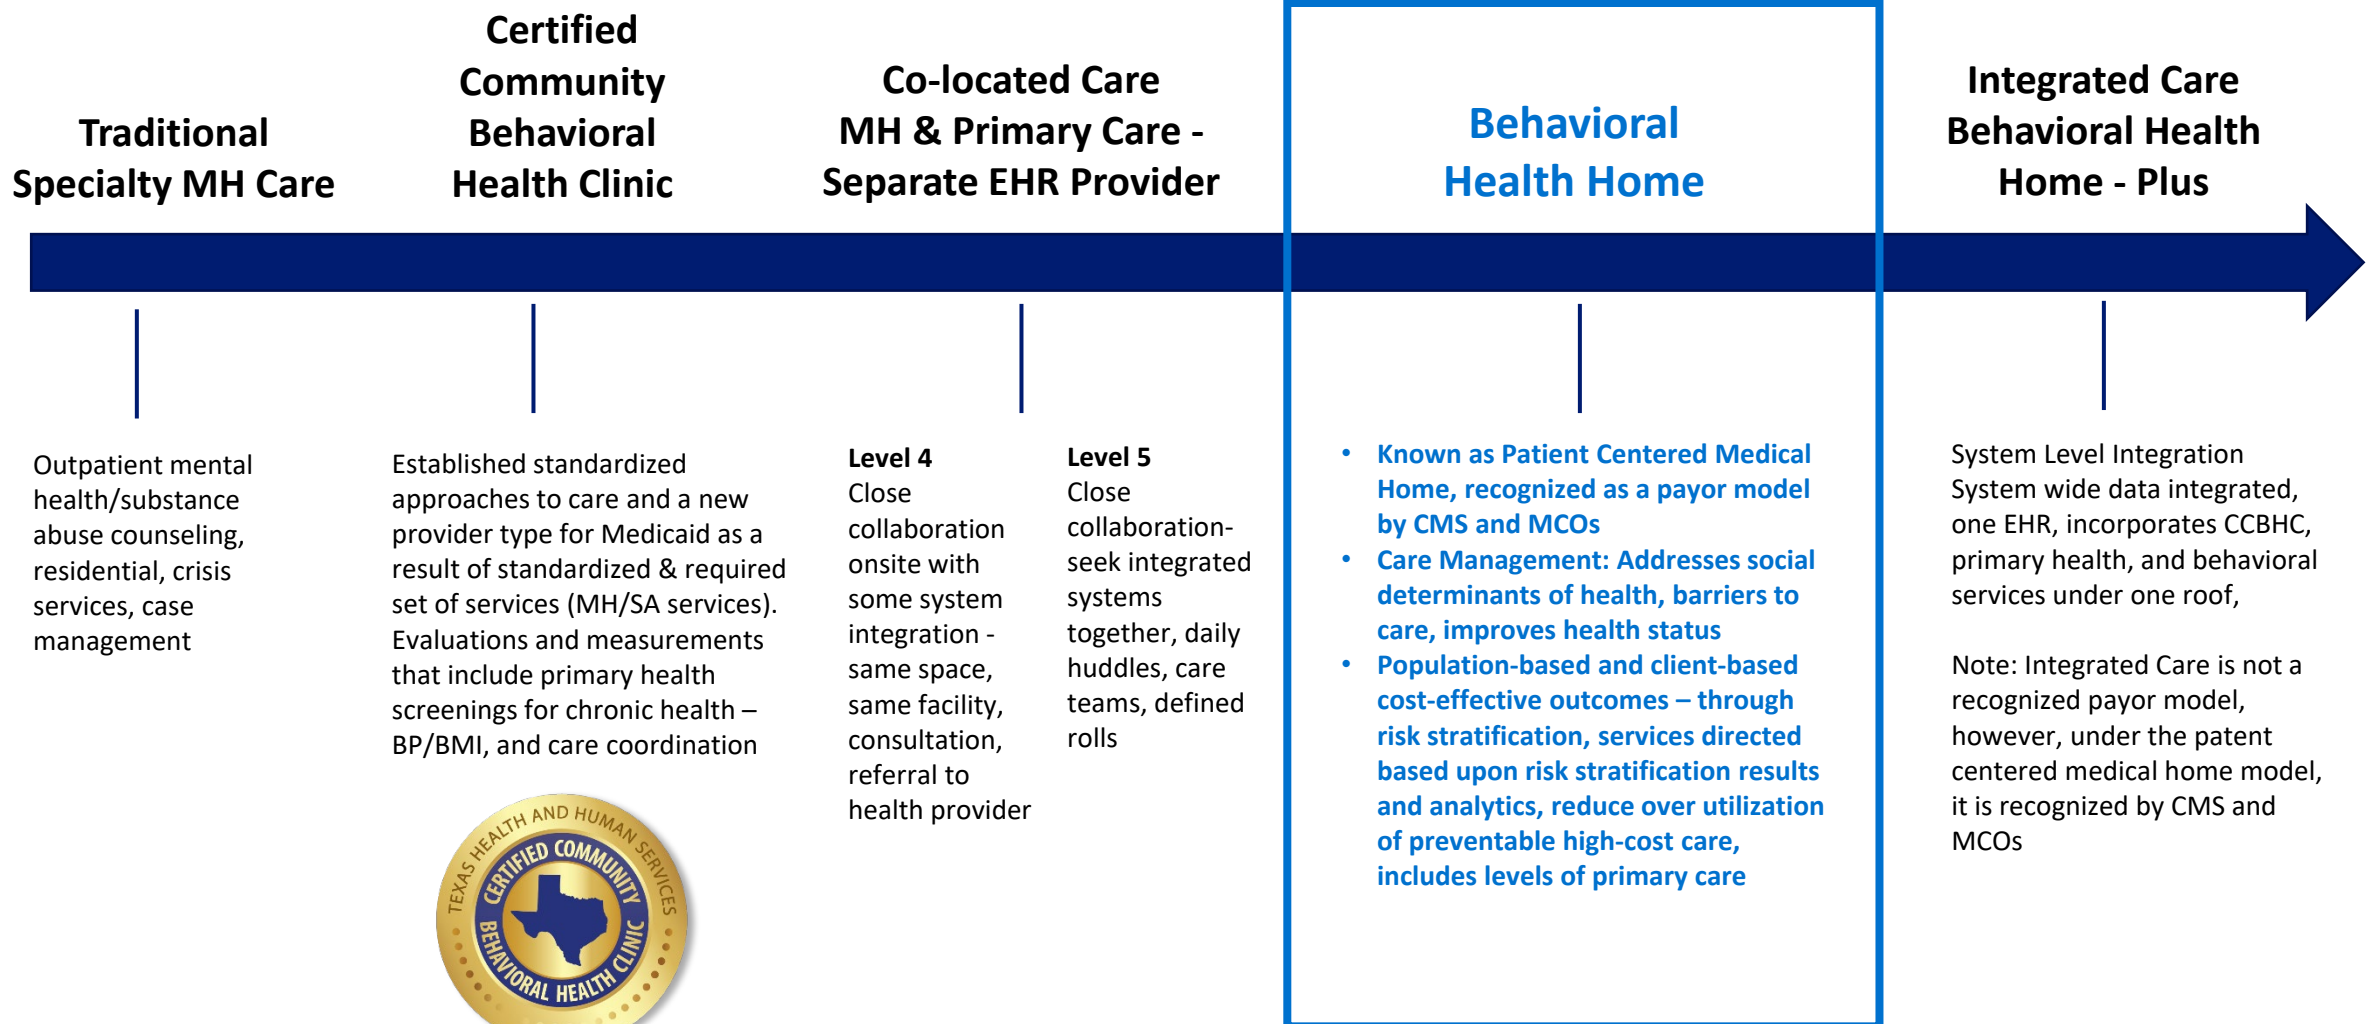 Traditional
Specialty MH Care
Certified
Community
Behavioral
Health Clinic
Co-located Care
MH & Primary Care -
Separate EHR Provider
Behavioral
Health Home
Integrated Care
Behavioral Health
Home - Plus
Outpatient mental
health/substance
abuse counseling,
residential, crisis
services, case
management
Established standardized
approaches to care and a new
provider type for Medicaid as a
result of standardized & required
set of services (MH/SA services).
Evaluations and measurements
that include primary health
screenings for chronic health –
BP/BMI, and care coordination
TEXAS HEALTH AND HUMAN SERVICES
CERTIFIED COMMUNITY
BEHAVIORAL HEALTH CLINIC
Level 4
Close
collaboration
onsite with
some system
integration -
same space,
same facility,
consultation,
referral to
health provider
Level 5
Close
collaboration-
seek integrated
systems
together, daily
huddles, care
teams, defined
rolls
• Known as Patient Centered Medical
Home, recognized as a payor model
by CMS and MCOs
• Care Management: Addresses social
determinants of health, barriers to
care, improves health status
• Population-based and client-based
cost-effective outcomes – through
risk stratification, services directed
based upon risk stratification results
and analytics, reduce over utilization
of preventable high-cost care,
includes levels of primary care
System Level Integration
System wide data integrated,
one EHR, incorporates CCBHC,
primary health, and behavioral
services under one roof,
Note: Integrated Care is not a
recognized payor model,
however, under the patent
centered medical home model,
it is recognized by CMS and
MCOs